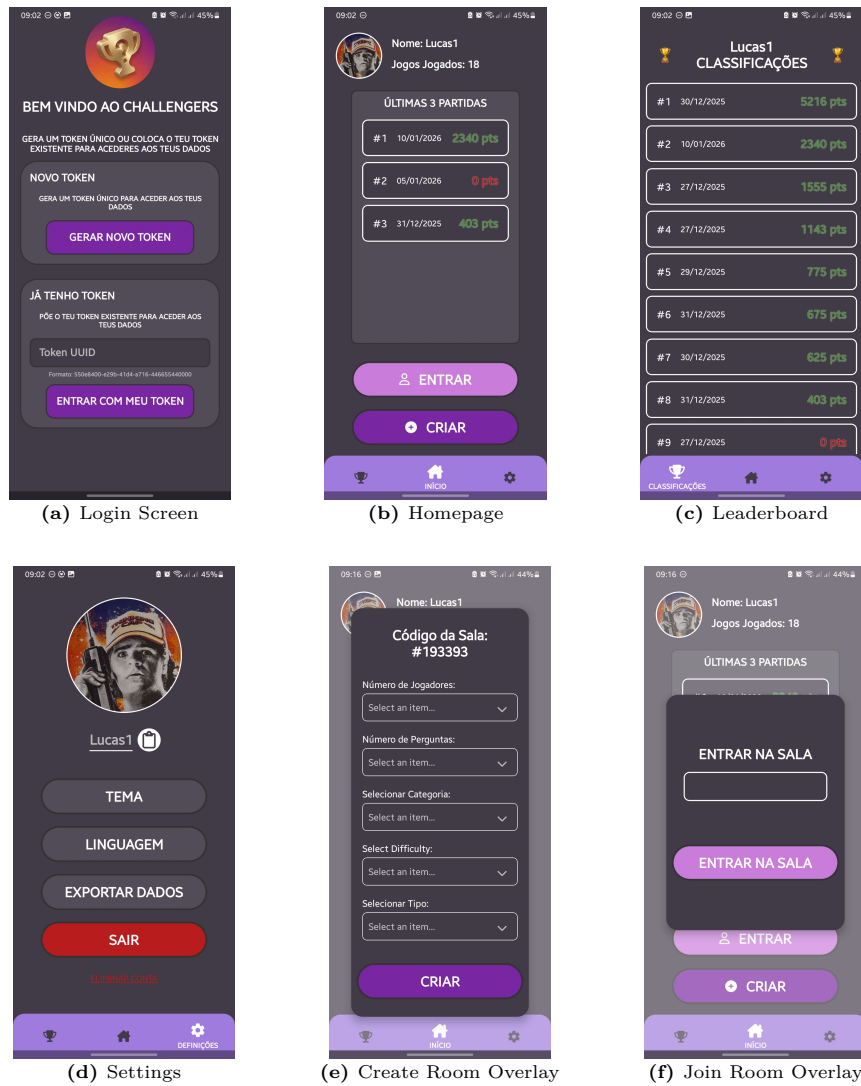 09:02 45%
BEM VINDO AO CHALLENGERS
GERA UM TOKEN ÚNICO OU COLOCA O TEU TOKEN
EXISTENTE PARA ACEDERES AOS TEUS DADOS
NOVO TOKEN
GERA UM TOKEN ÚNICO PARA ACEDER AOS TEUS
DADOS
GERAR NOVO TOKEN
JÁ TENHO TOKEN
PÕE O TEU TOKEN EXISTENTE PARA ACEDER AOS
TEUS DADOS
Token UUID
Formato: 550e8400-e29b-41d4-a716-446655440000
ENTRAR COM MEU TOKEN
(a) Login Screen
09:02 45%
Nome: Lucas1
Jogos Jogados: 18
ÚLTIMAS 3 PARTIDAS
#1 10/01/2026 2340 pts
#2 05/01/2026 0 pts
#3 31/12/2025 403 pts
ENTRAR
CRIAR
INÍCIO
(b) Homepage
09:02 45%
Lucas1
CLASSIFICAÇÕES
#1 30/12/2025 5216 pts
#2 10/01/2026 2340 pts
#3 27/12/2025 1555 pts
#4 27/12/2025 1143 pts
#5 29/12/2025 775 pts
#6 31/12/2025 675 pts
#7 30/12/2025 625 pts
#8 31/12/2025 403 pts
#9 27/12/2025 0 pts
CLASSIFICAÇÕES
(c) Leaderboard
09:02 45%
Lucas1
TEMA
LINGUAGEM
EXPORTAR DADOS
SAIR
ELIMINAR CONTA
DEFINIÇÕES
(d) Settings
09:16 44%
Nome: Lucas1
Código da Sala:
#193393
Número de Jogadores:
Select an item...
Número de Perguntas:
Select an item...
Selecionar Categoria:
Select an item...
Select Difficulty:
Select an item...
Selecionar Tipo:
Select an item...
CRIAR
INÍCIO
(e) Create Room Overlay
09:16 44%
Nome: Lucas1
Jogos Jogados: 18
ÚLTIMAS 3 PARTIDAS
ENTRAR NA SALA
ENTRAR NA SALA
ENTRAR
CRIAR
INÍCIO
(f) Join Room Overlay